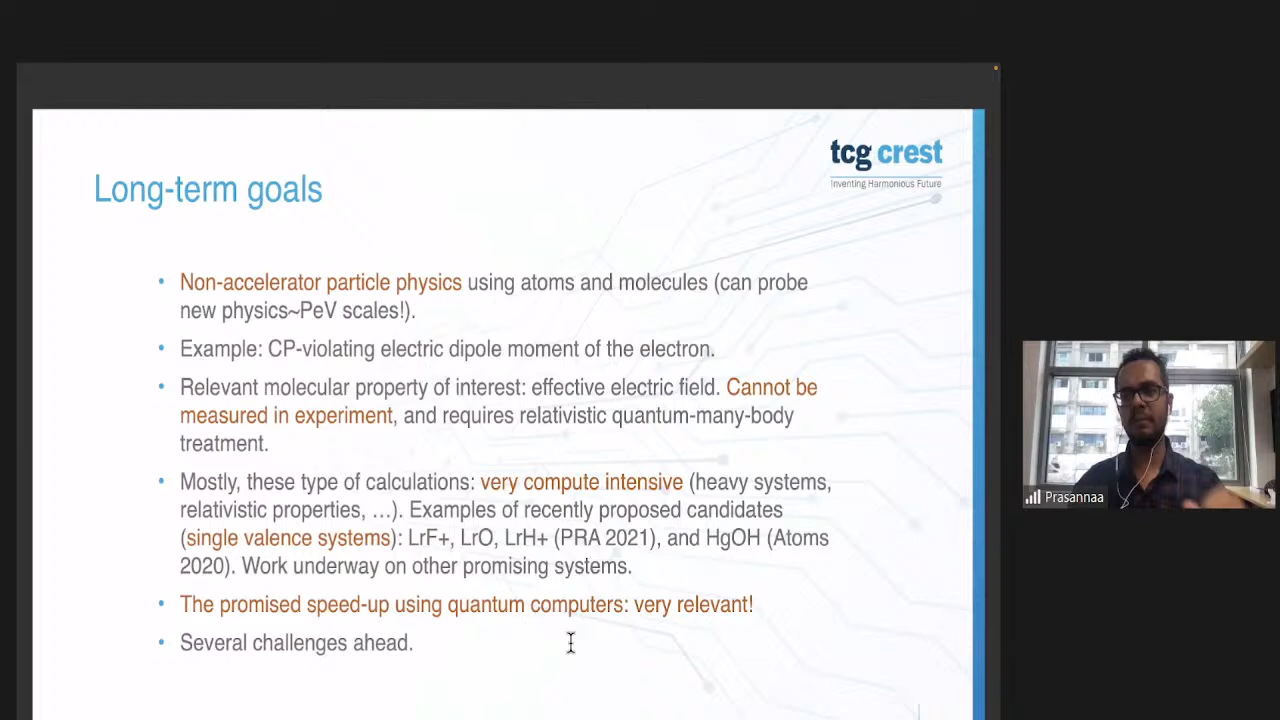 tcg crest
Inventing Harmonious Future
Long-term goals
• Non-accelerator particle physics using atoms and molecules (can probe
new physics~PeV scales!).
• Example: CP-violating electric dipole moment of the electron.
• Relevant molecular property of interest: effective electric field. Cannot be
measured in experiment, and requires relativistic quantum-many-body
treatment.
• Mostly, these type of calculations: very compute intensive (heavy systems,
relativistic properties, …). Examples of recently proposed candidates
(single valence systems): LrF+, LrO, LrH+ (PRA 2021), and HgOH (Atoms
2020). Work underway on other promising systems.
• The promised speed-up using quantum computers: very relevant!
• Several challenges ahead.
Prasannaa